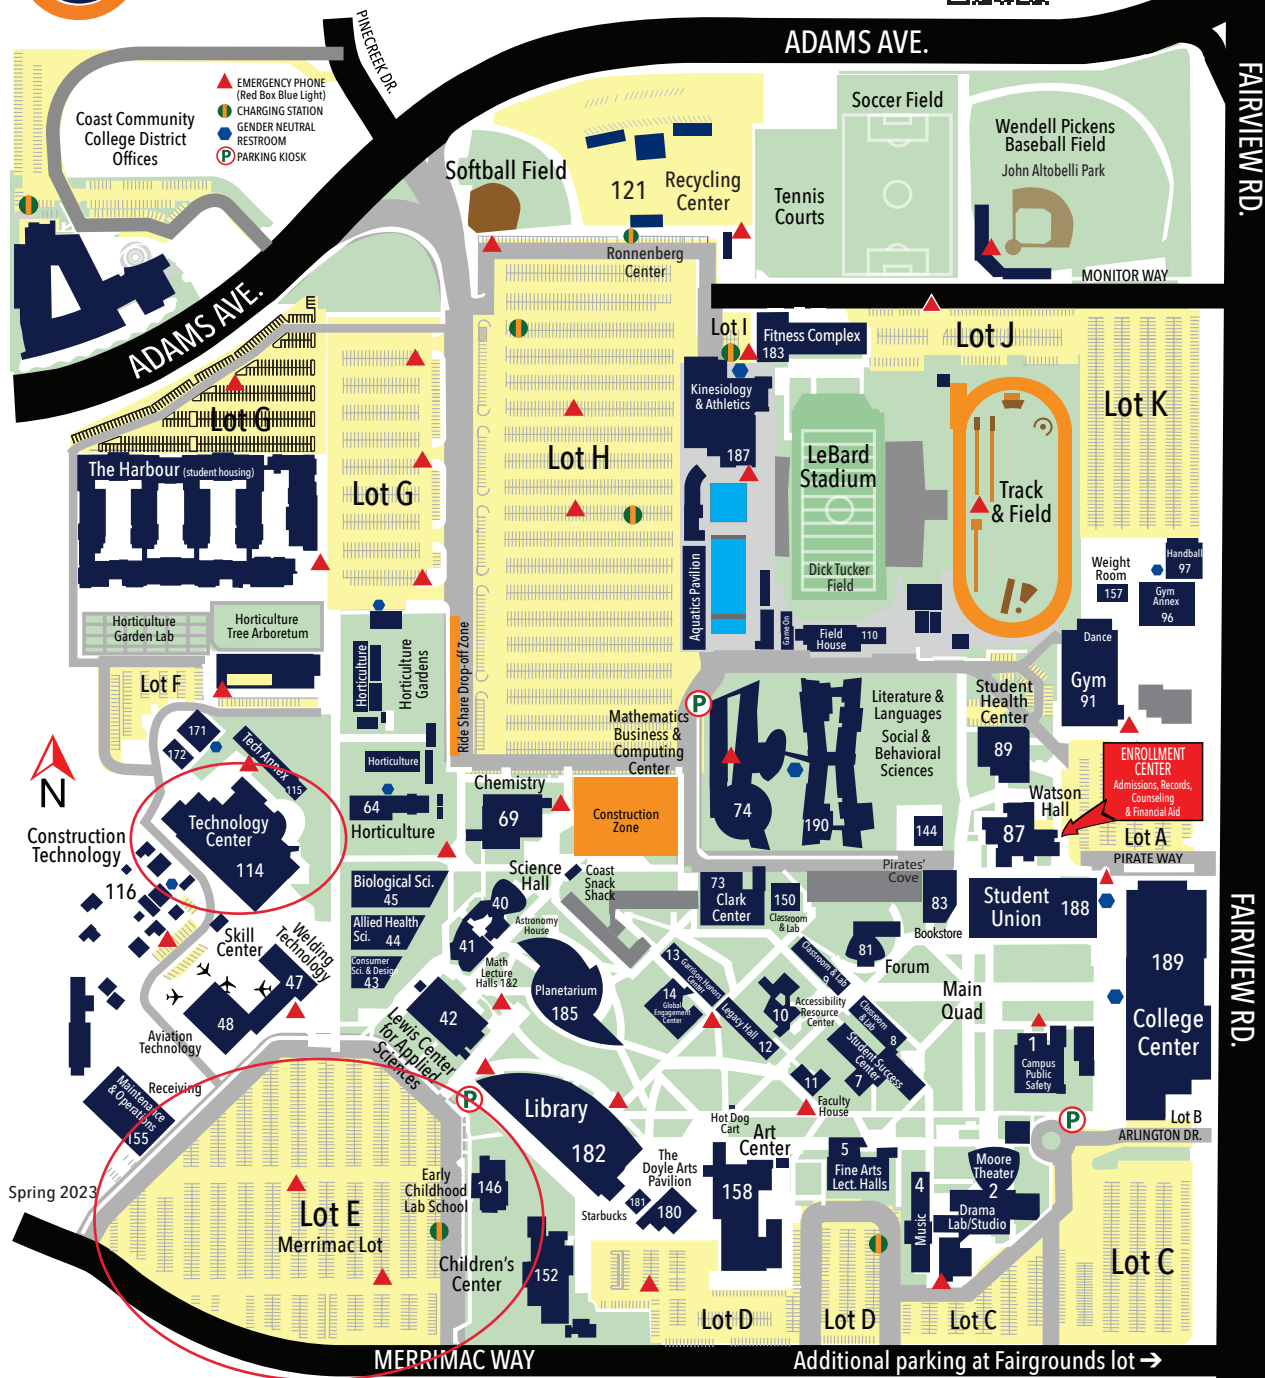 ADAMS AVE.
PINECREEK DR.
FAIRVIEW RD.
EMERGENCY PHONE
(Red Box Blue Light)
CHARGING STATION
GENDER NEUTRAL
RESTROOM
P PARKING KIOSK
Coast Community
College District
Offices
Softball Field
121
Recycling
Center
Ronnenberg
Center
Tennis
Courts
Soccer Field
Wendell Pickens
Baseball Field
John Altobelli Park
MONITOR WAY
ADAMS AVE.
Lot G
The Harbour (student housing)
Lot G
Lot H
Lot I
Fitness Complex
183
Kinesiology
& Athletics
187
Lot J
Lot K
LeBard
Stadium
Track
& Field
Dick Tucker
Field
Aquatics Pavilion
Game On
Field
House
110
Weight
Room
157
Handball
97
Gym
Annex
96
Dance
Gym
91
Horticulture
Garden Lab
Horticulture
Tree Arboretum
Horticulture
Horticulture
Gardens
Ride Share Drop-off Zone
Lot F
171
172
Tech Annex
115
N
Technology
Center
114
Construction
Technology
116
Horticulture
64
Horticulture
Chemistry
69
Construction
Zone
P
Mathematics
Business &
Computing
Center
74
190
Literature &
Languages
Social &
Behavioral
Sciences
144
Student
Health
Center
89
Watson
Hall
87
ENROLLMENT
CENTER
Admissions, Records,
Counseling
& Financial Aid
Lot A
PIRATE WAY
Pirates'
Cove
Biological Sci.
45
Allied Health
Sci. 44
Consumer
Sci. & Design
43
Science
Hall
40
41
Astronomy
House
Math
Lecture
Halls 1&2
Coast
Snack
Shack
Planetarium
185
73
Clark
Center
150
Classroom
& Lab
83
Bookstore
Student
Union
188
81
Forum
Main
Quad
189
College
Center
FAIRVIEW RD.
Skill
Center
Welding
Technology
47
48
Aviation
Technology
42
Lewis Center
for Applied
Sciences
13
Garrison Honors
Center
14
Global
Engagement
Center
Legacy Hall
12
10
Accessibility
Resource
Center
Classroom & Lab
9
Classroom
& Lab
8
Student Success
Center
7
11
Faculty
House
1
Campus
Public
Safety
Receiving
Maintenance
& Operations
155
Spring 2023
Lot E
Merrimac Lot
P
Library
182
Early
Childhood
Lab School
146
Children's
Center
152
The
Doyle Arts
Pavilion
181
180
Starbucks
Hot Dog
Cart
Art
Center
158
5
Fine Arts
Lect. Halls
4
Music
Moore
Theater
2
Drama
Lab/Studio
P
Lot B
ARLINGTON DR.
Lot C
Lot D
Lot D
Lot C
MERRIMAC WAY
Additional parking at Fairgrounds lot →